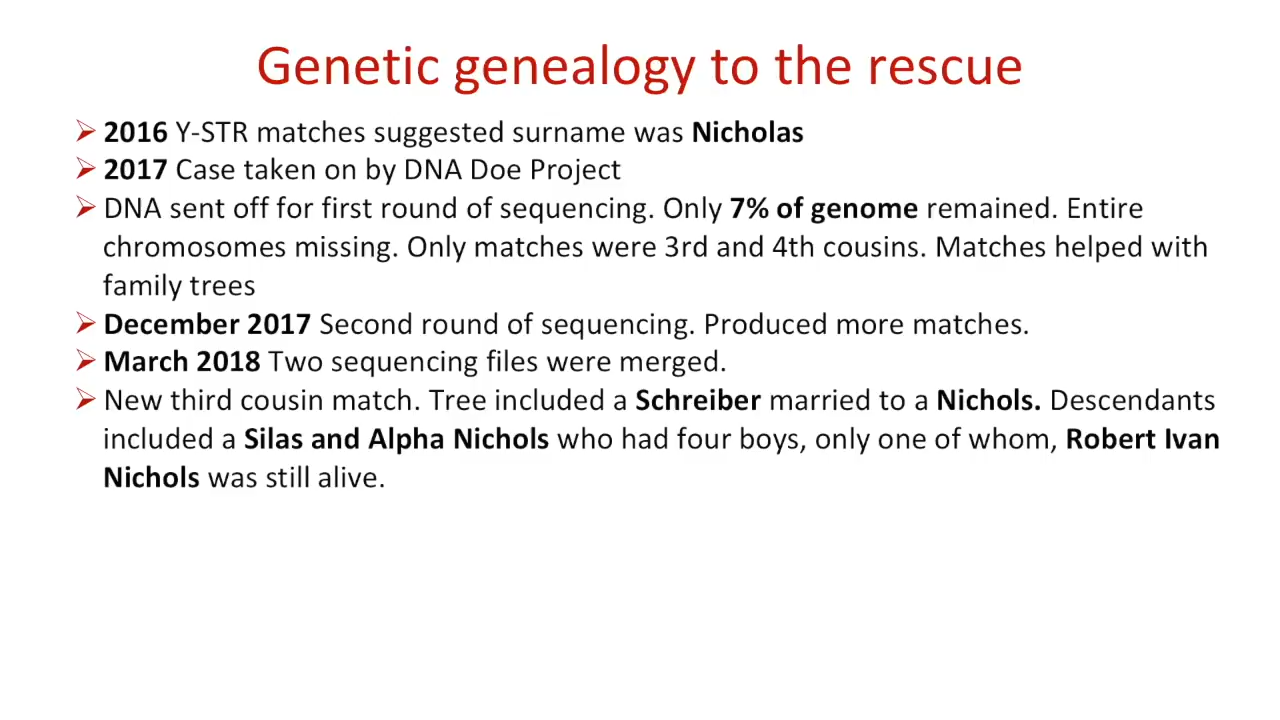 Genetic genealogy to the rescue
➢ 2016 Y-STR matches suggested surname was Nicholas
➢ 2017 Case taken on by DNA Doe Project
➢ DNA sent off for first round of sequencing. Only 7% of genome remained. Entire
chromosomes missing. Only matches were 3rd and 4th cousins. Matches helped with
family trees
➢ December 2017 Second round of sequencing. Produced more matches.
➢ March 2018 Two sequencing files were merged.
➢ New third cousin match. Tree included a Schreiber married to a Nichols. Descendants
included a Silas and Alpha Nichols who had four boys, only one of whom, Robert Ivan
Nichols was still alive.